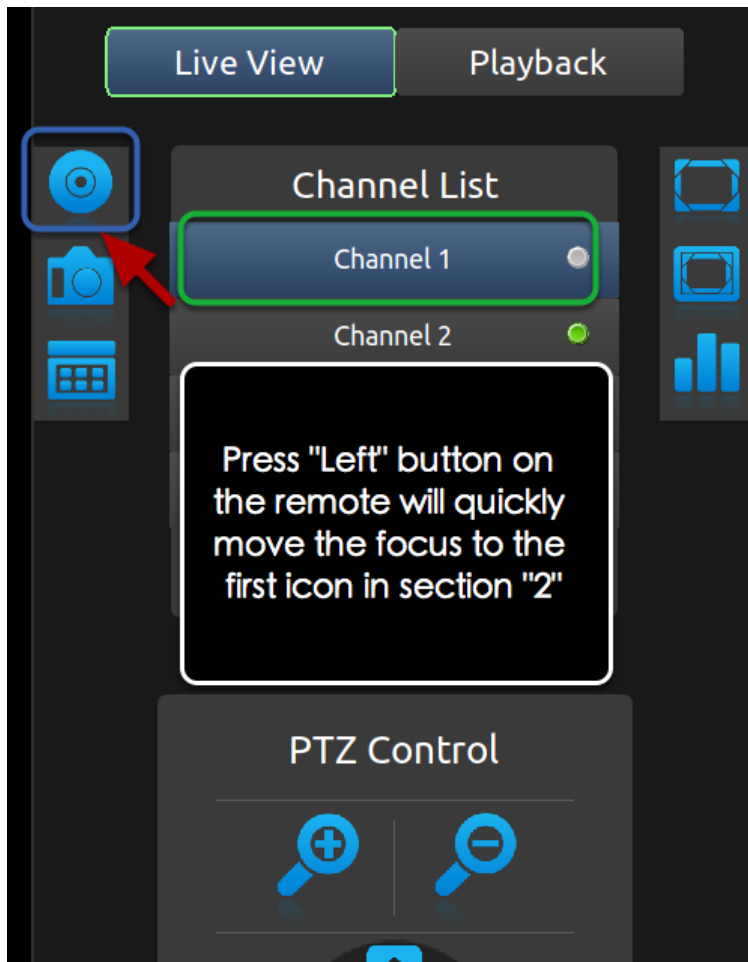 Live View
Playback
Channel List
Channel 1
Channel 2
Press "Left" button on
the remote will quickly
move the focus to the
first icon in section "2"
PTZ Control